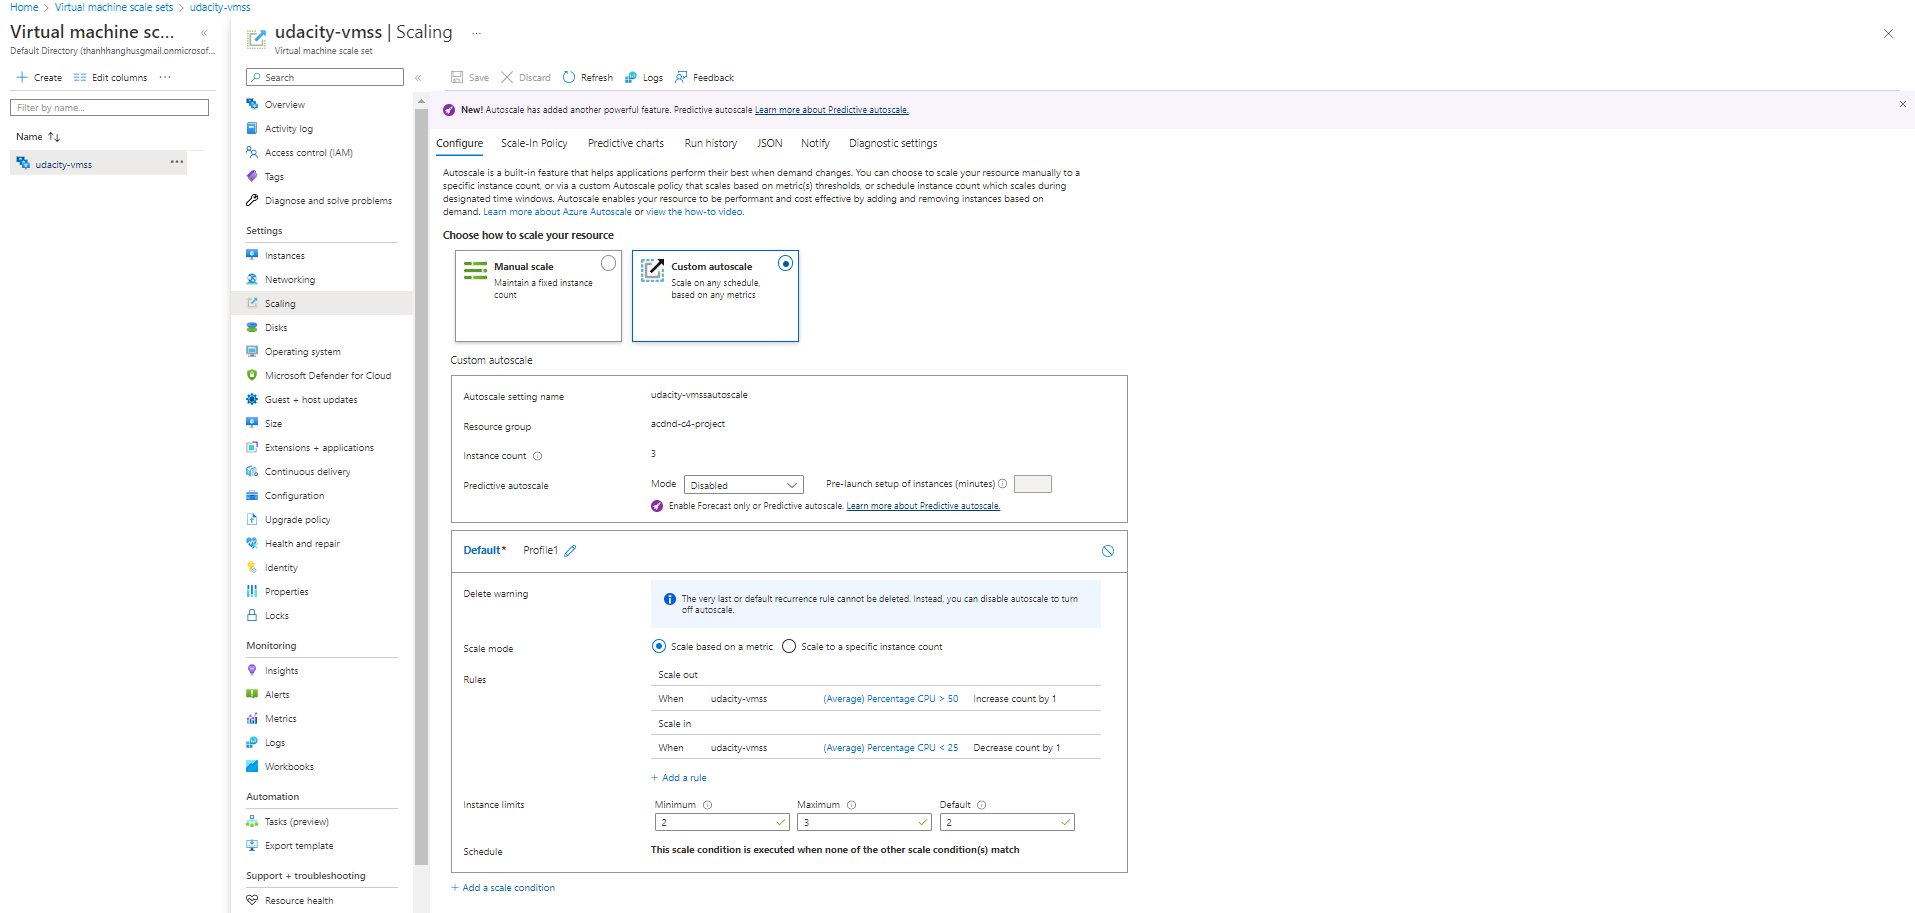 Home > Virtual machine scale sets > udacity-vmss
Virtual machine sc... «
Default Directory (thanhhanghusgmail.onmicrosof...
+ Create Edit columns ...
Filter by name...
Name ↑↓
udacity-vmss ...
udacity-vmss | Scaling ...
Virtual machine scale set
Search «
Overview
Activity log
Access control (IAM)
Tags
Diagnose and solve problems
Settings
Instances
Networking
Scaling
Disks
Operating system
Microsoft Defender for Cloud
Guest + host updates
Size
Extensions + applications
Continuous delivery
Configuration
Upgrade policy
Health and repair
Identity
Properties
Locks
Monitoring
Insights
Alerts
Metrics
Logs
Workbooks
Automation
Tasks (preview)
Export template
Support + troubleshooting
Resource health
Save Discard Refresh Logs Feedback
New! Autoscale has added another powerful feature. Predictive autoscale Learn more about Predictive autoscale.
Configure Scale-In Policy Predictive charts Run history JSON Notify Diagnostic settings
Autoscale is a built-in feature that helps applications perform their best when demand changes. You can choose to scale your resource manually to a
specific instance count, or via a custom Autoscale policy that scales based on metric(s) thresholds, or schedule instance count which scales during
designated time windows. Autoscale enables your resource to be performant and cost effective by adding and removing instances based on
demand. Learn more about Azure Autoscale or view the how-to video.
Choose how to scale your resource
Manual scale
Maintain a fixed instance
count
Custom autoscale
Scale on any schedule,
based on any metrics
Custom autoscale
Autoscale setting name udacity-vmssautoscale
Resource group acdnd-c4-project
Instance count 3
Predictive autoscale Mode Disabled Pre-launch setup of instances (minutes)
Enable Forecast only or Predictive autoscale. Learn more about Predictive autoscale.
Default* Profile1
Delete warning
The very last or default recurrence rule cannot be deleted. Instead, you can disable autoscale to turn
off autoscale.
Scale mode Scale based on a metric Scale to a specific instance count
Rules
Scale out
When udacity-vmss (Average) Percentage CPU > 50 Increase count by 1
Scale in
When udacity-vmss (Average) Percentage CPU < 25 Decrease count by 1
+ Add a rule
Instance limits Minimum Maximum Default
2 3 2
Schedule This scale condition is executed when none of the other scale condition(s) match
+ Add a scale condition